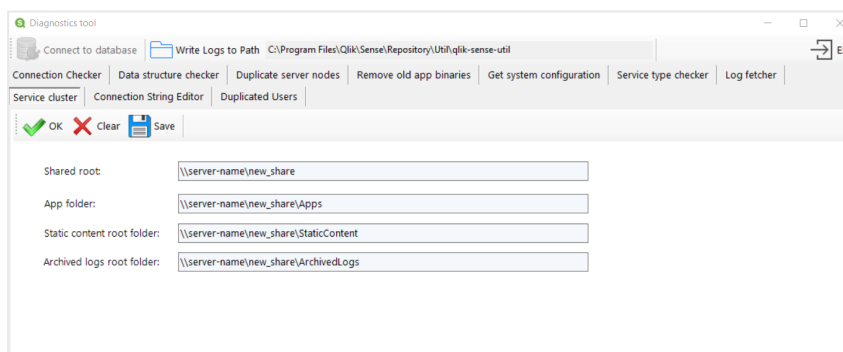 Diagnostics tool
Connect to database Write Logs to Path C:\Program Files\Qlik\Sense\Repository\Util\qlik-sense-util
Connection Checker Data structure checker Duplicate server nodes Remove old app binaries Get system configuration Service type checker Log fetcher
Service cluster Connection String Editor Duplicated Users
OK Clear Save
Shared root: \\server-name\new_share
App folder: \\server-name\new_share\Apps
Static content root folder: \\server-name\new_share\StaticContent
Archived logs root folder: \\server-name\new_share\ArchivedLogs